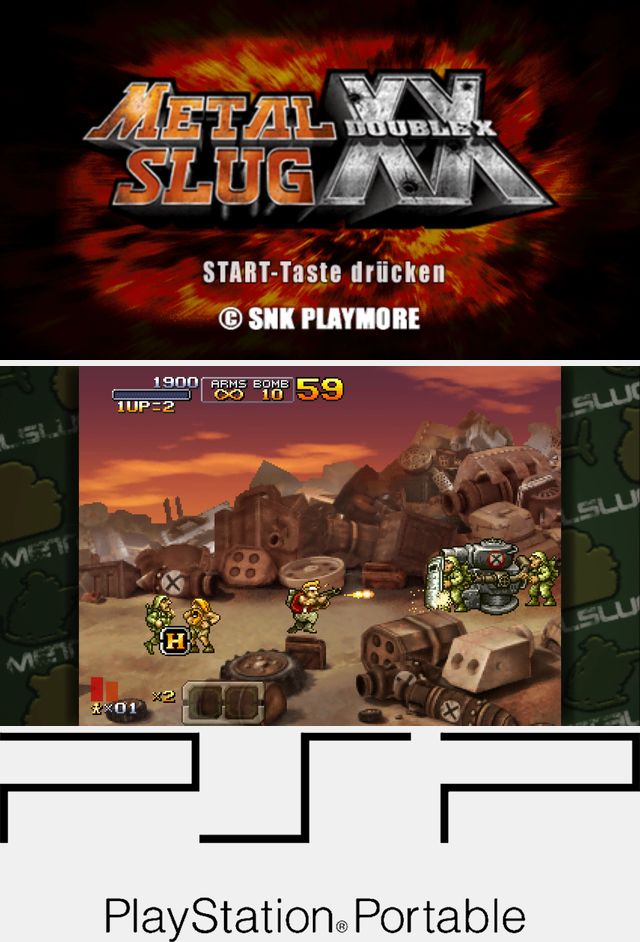 METAL
SLUG
XX
DOUBLE X
START-Taste drücken
© SNK PLAYMORE
1900
1UP=2
ARMS BOMB
∞ 10
59
H
×2
×01
PSP
PlayStation® Portable